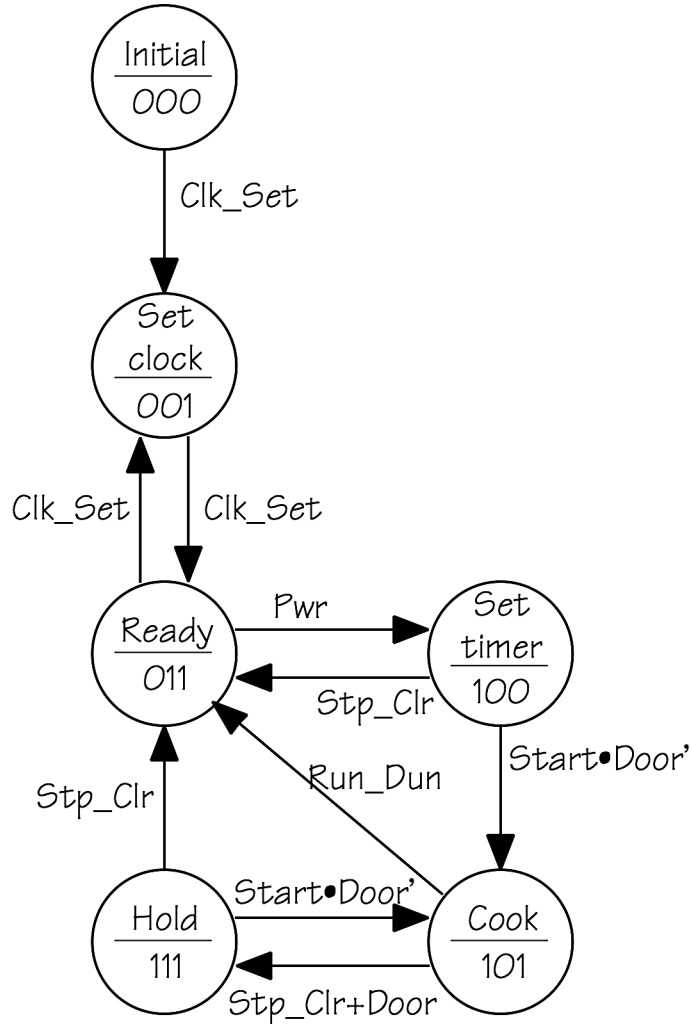 Initial
000
Clk_Set
Set
clock
001
Clk_Set
Clk_Set
Ready
011
Pwr
Set
timer
100
Stp_Clr
Start•Door’
Run_Dun
Stp_Clr
Start•Door’
Hold
111
Cook
101
Stp_Clr+Door